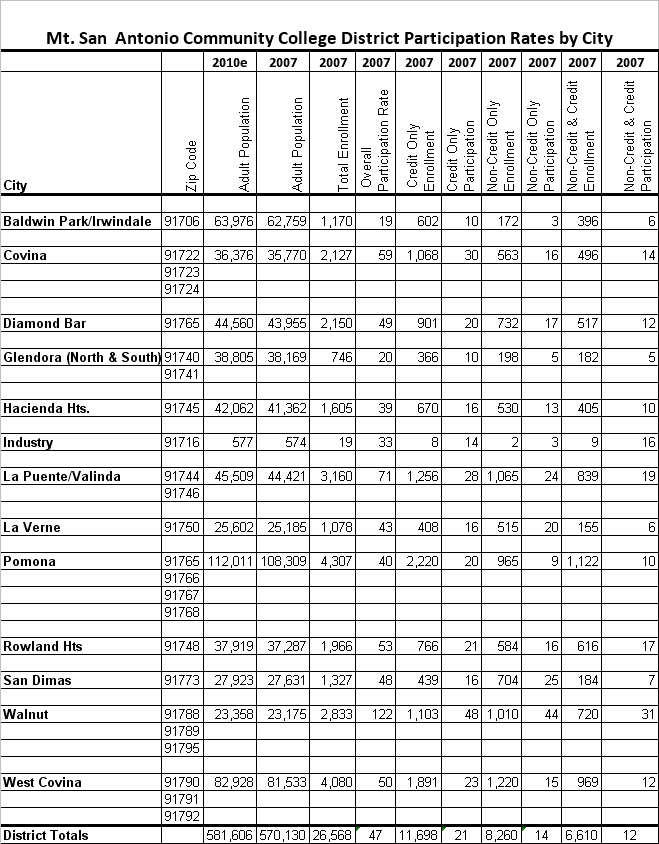 Mt. San Antonio Community College District Participation Rates by City
2010e 2007 2007 2007 2007 2007 2007 2007 2007 2007
City Zip Code Adult Population Adult Population Total Enrollment Overall Participation Rate Credit Only Enrollment Credit Only Participation Non-Credit Only Enrollment Non-Credit Only Participation Non-Credit & Credit Enrollment Non-Credit & Credit Participation
Baldwin Park/Irwindale 91706 63,976 62,759 1,170 19 602 10 172 3 396 6
Covina 91722 36,376 35,770 2,127 59 1,068 30 563 16 496 14
91723
91724
Diamond Bar 91765 44,560 43,955 2,150 49 901 20 732 17 517 12
Glendora (North & South) 91740 38,805 38,169 746 20 366 10 198 5 182 5
91741
Hacienda Hts. 91745 42,062 41,362 1,605 39 670 16 530 13 405 10
Industry 91716 577 574 19 33 8 14 2 3 9 16
La Puente/Valinda 91744 45,509 44,421 3,160 71 1,256 28 1,065 24 839 19
91746
La Verne 91750 25,602 25,185 1,078 43 408 16 515 20 155 6
Pomona 91765 112,011 108,309 4,307 40 2,220 20 965 9 1,122 10
91766
91767
91768
Rowland Hts 91748 37,919 37,287 1,966 53 766 21 584 16 616 17
San Dimas 91773 27,923 27,631 1,327 48 439 16 704 25 184 7
Walnut 91788 23,358 23,175 2,833 122 1,103 48 1,010 44 720 31
91789
91795
West Covina 91790 82,928 81,533 4,080 50 1,891 23 1,220 15 969 12
91791
91792
District Totals 581,606 570,130 26,568 47 11,698 21 8,260 14 6,610 12